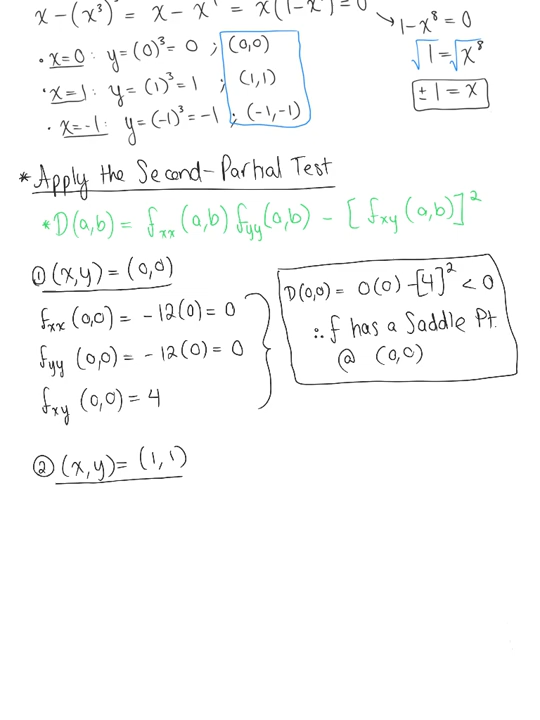 x-(x³)³ = x - x⁹ = x(1-x⁸)=0
→ 1-x⁸ = 0
• x=0: y=(0)³= 0 ; (0,0)
√1 = √x⁸
• x=1: y=(1)³=1 ; (1,1)
±1 = x
• x=-1: y=(-1)³=-1 ; (-1,-1)
*Apply the Second-Partial Test
*D(a,b) = fxx(a,b) fyy(a,b) - [fxy(a,b)]²
① (x,y) = (0,0)
fxx(0,0) = -12(0) = 0
fyy(0,0) = -12(0) = 0
fxy(0,0) = 4
D(0,0) = 0(0) -[4]² < 0
∴ f has a Saddle Pt.
@ (0,0)
② (x,y)= (1,1)